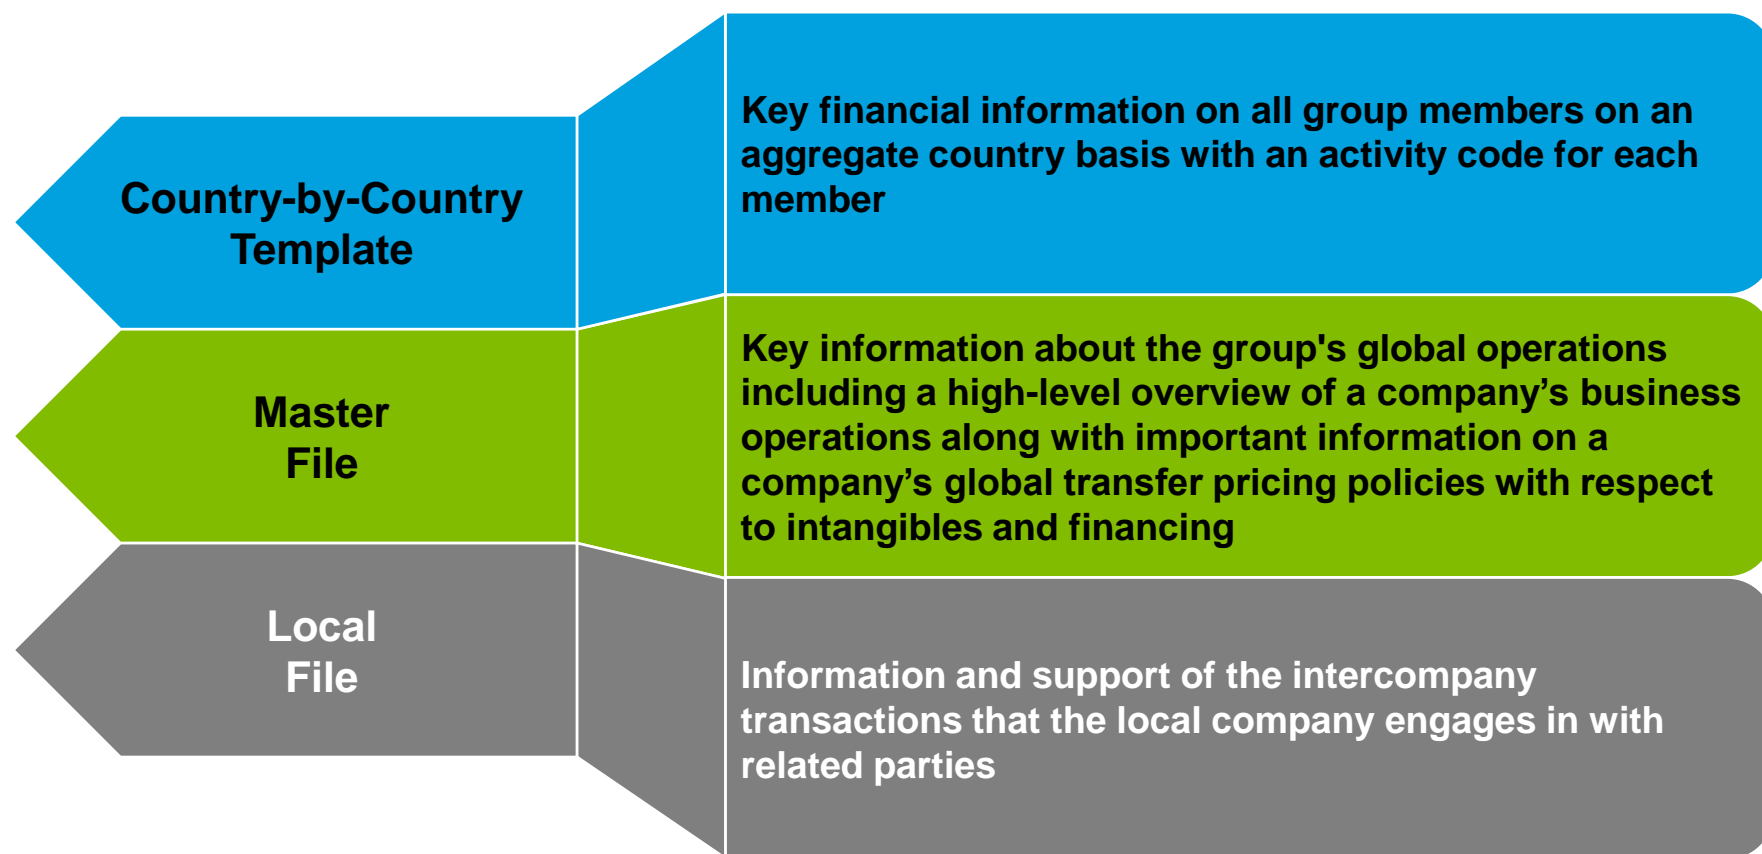 Country-by-Country
Template
Key financial information on all group members on an
aggregate country basis with an activity code for each
member
Master
File
Key information about the group's global operations
including a high-level overview of a company’s business
operations along with important information on a
company’s global transfer pricing policies with respect
to intangibles and financing
Local
File
Information and support of the intercompany
transactions that the local company engages in with
related parties